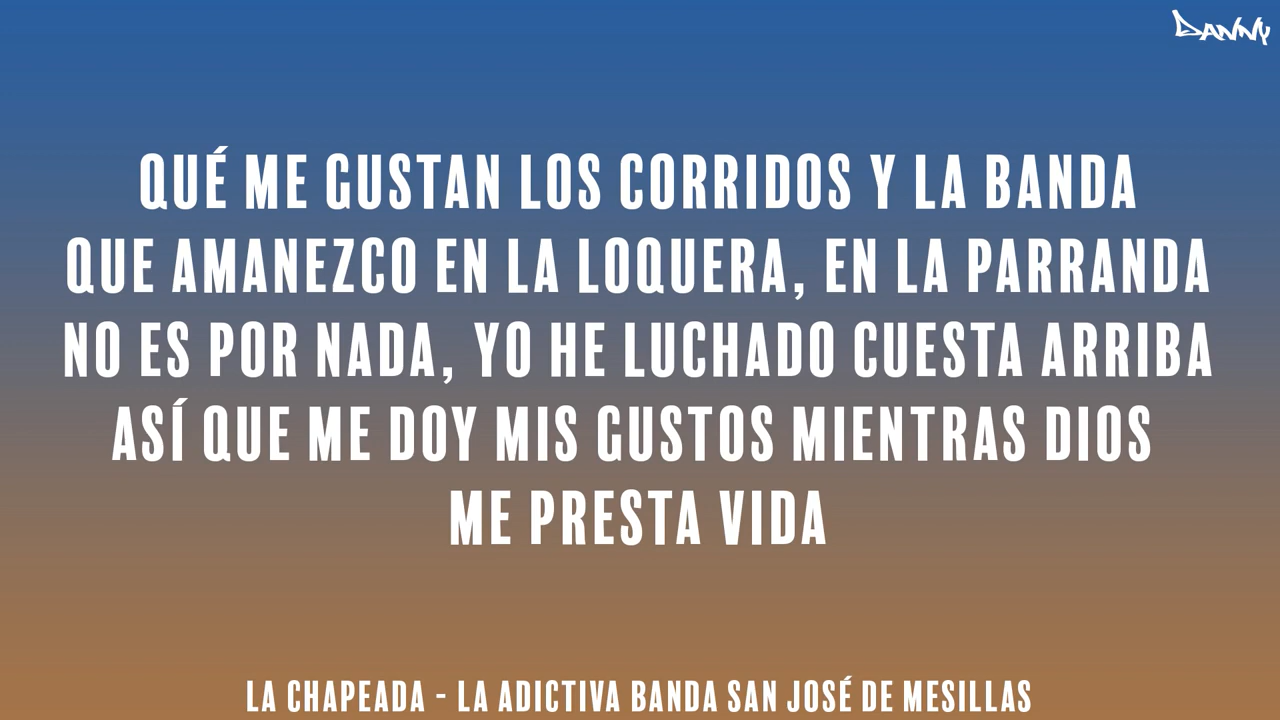 DANNY
QUÉ ME GUSTAN LOS CORRIDOS Y LA BANDA
QUE AMANEZCO EN LA LOQUERA, EN LA PARRANDA
NO ES POR NADA, YO HE LUCHADO CUESTA ARRIBA
ASÍ QUE ME DOY MIS GUSTOS MIENTRAS DIOS
ME PRESTA VIDA
LA CHAPEADA - LA ADICTIVA BANDA SAN JOSÉ DE MESILLAS